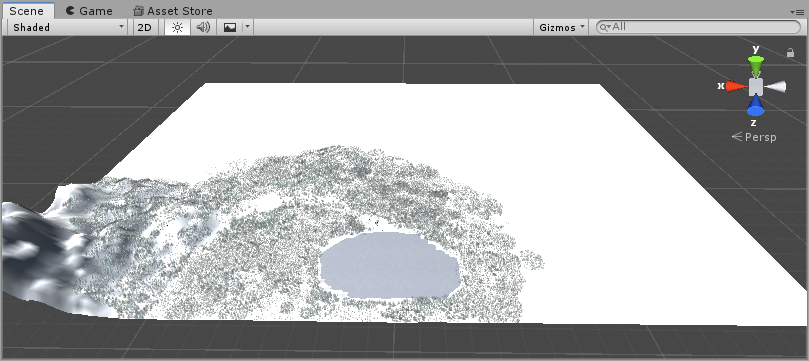 Scene Game Asset Store
Shaded 2D Gizmos All
y
x
z
Persp